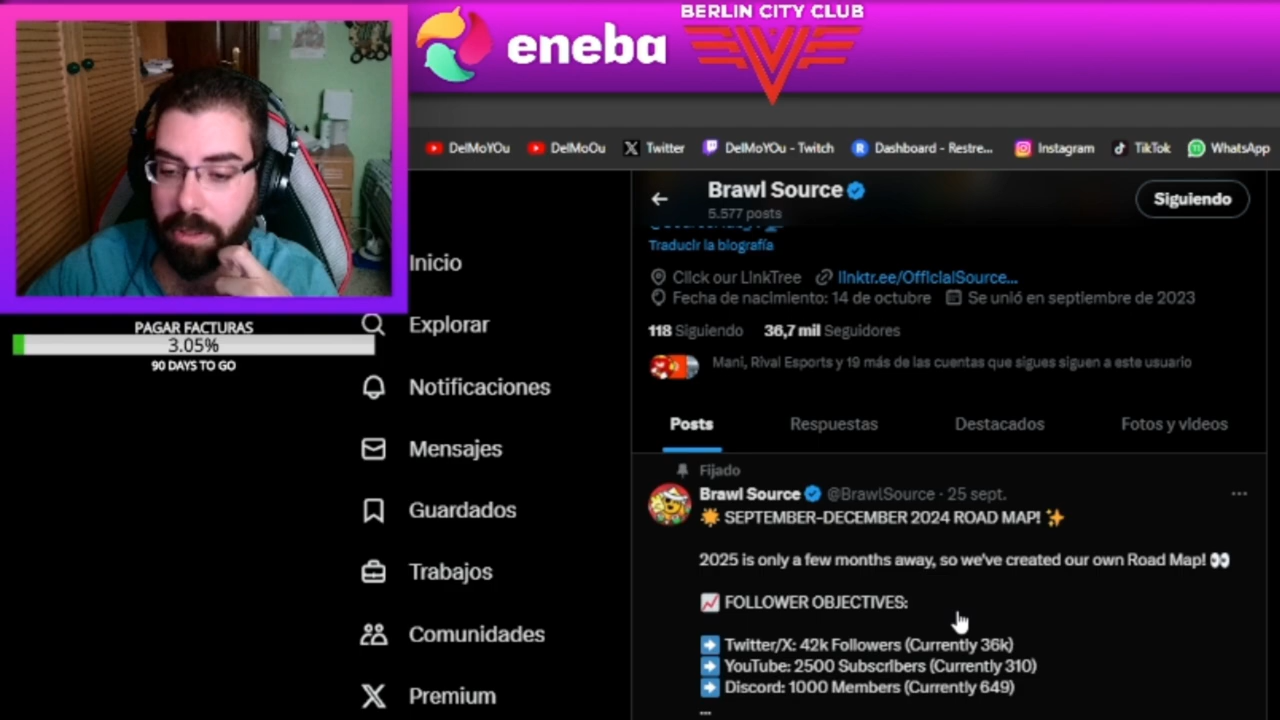 BERLIN CITY CLUB
eneba
DelMoYOu
DelMoOu
Twitter
DelMoYOu - Twitch
Dashboard - Restre...
Instagram
TikTok
WhatsApp
Brawl Source
5.577 posts
Siguiendo
Traducir la biografía
Click our LinkTree linktr.ee/OfficialSource...
Fecha de nacimiento: 14 de octubre Se unió en septiembre de 2023
118 Siguiendo 36,7 mil Seguidores
Mani, Rival Esports y 19 más de las cuentas que sigues siguen a este usuario
Posts Respuestas Destacados Fotos y vídeos
Fijado
Brawl Source @BrawlSource · 25 sept.
SEPTEMBER-DECEMBER 2024 ROAD MAP!
2025 is only a few months away, so we've created our own Road Map!
FOLLOWER OBJECTIVES:
Twitter/X: 42k Followers (Currently 36k)
YouTube: 2500 Subscribers (Currently 310)
Discord: 1000 Members (Currently 649)
...
Inicio
Explorar
Notificaciones
Mensajes
Guardados
Trabajos
Comunidades
Premium
PAGAR FACTURAS
3.05%
90 DAYS TO GO